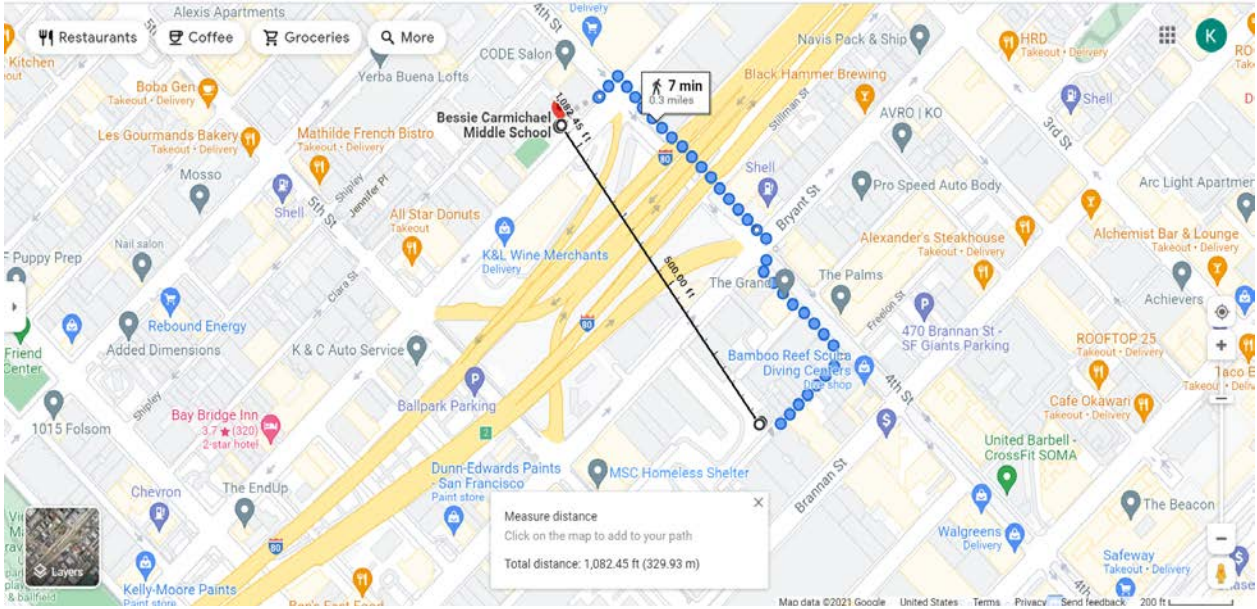 Alexis Apartments
4th St
Delivery
Restaurants
Coffee
Groceries
More
Navis Pack & Ship
HRD
Takeout • Delivery
K
Kitchen
CODE Salon
Yerba Buena Lofts
Boba Gen
Takeout • Delivery
7 min
0.3 miles
Black Hammer Brewing
Shell
4th St
3rd St
1,082.45 ft
Bessie Carmichael
Middle School
Stillman St
AVRO | KO
Les Gourmands Bakery
Takeout • Delivery
Mathilde French Bistro
Takeout • Delivery
80
Mosso
Shipley
Jennifer Pl
Shell
Bryant St
Pro Speed Auto Body
Arc Light Apartmen
Shell
5th St
All Star Donuts
Takeout
Alexander's Steakhouse
Takeout • Delivery
Alchemist Bar & Lounge
Takeout • Delivery
Nail salon
Puppy Prep
K&L Wine Merchants
Delivery
500.00 ft
The Grand
The Palms
Clara St
Freelon St
Achievers
Rebound Energy
80
470 Brannan St -
SF Giants Parking
Friend
Center
Added Dimensions
K & C Auto Service
Bamboo Reef Scuba
Diving Centers
Dive shop
ROOFTOP 25
Takeout • Delivery
Shipley
P
Ballpark Parking
4th St
Cafe Okawari
Takeout • Delivery
1015 Folsom
Bay Bridge Inn
3.7 ★ (320)
2-star hotel
2
United Barbell -
CrossFit SOMA
Dunn-Edwards Paints
- San Francisco
Paint store
MSC Homeless Shelter
Brannan St
Chevron
The EndUp
The Beacon
Measure distance
Click on the map to add to your path
Total distance: 1,082.45 ft (329.93 m)
Walgreens
Delivery
80
Layers
Safeway
Takeout • Delivery
4th
Kelly-Moore Paints
Paint store
& ballfield
Map data ©2021 Google United States Terms Privacy Send feedback 200 ft